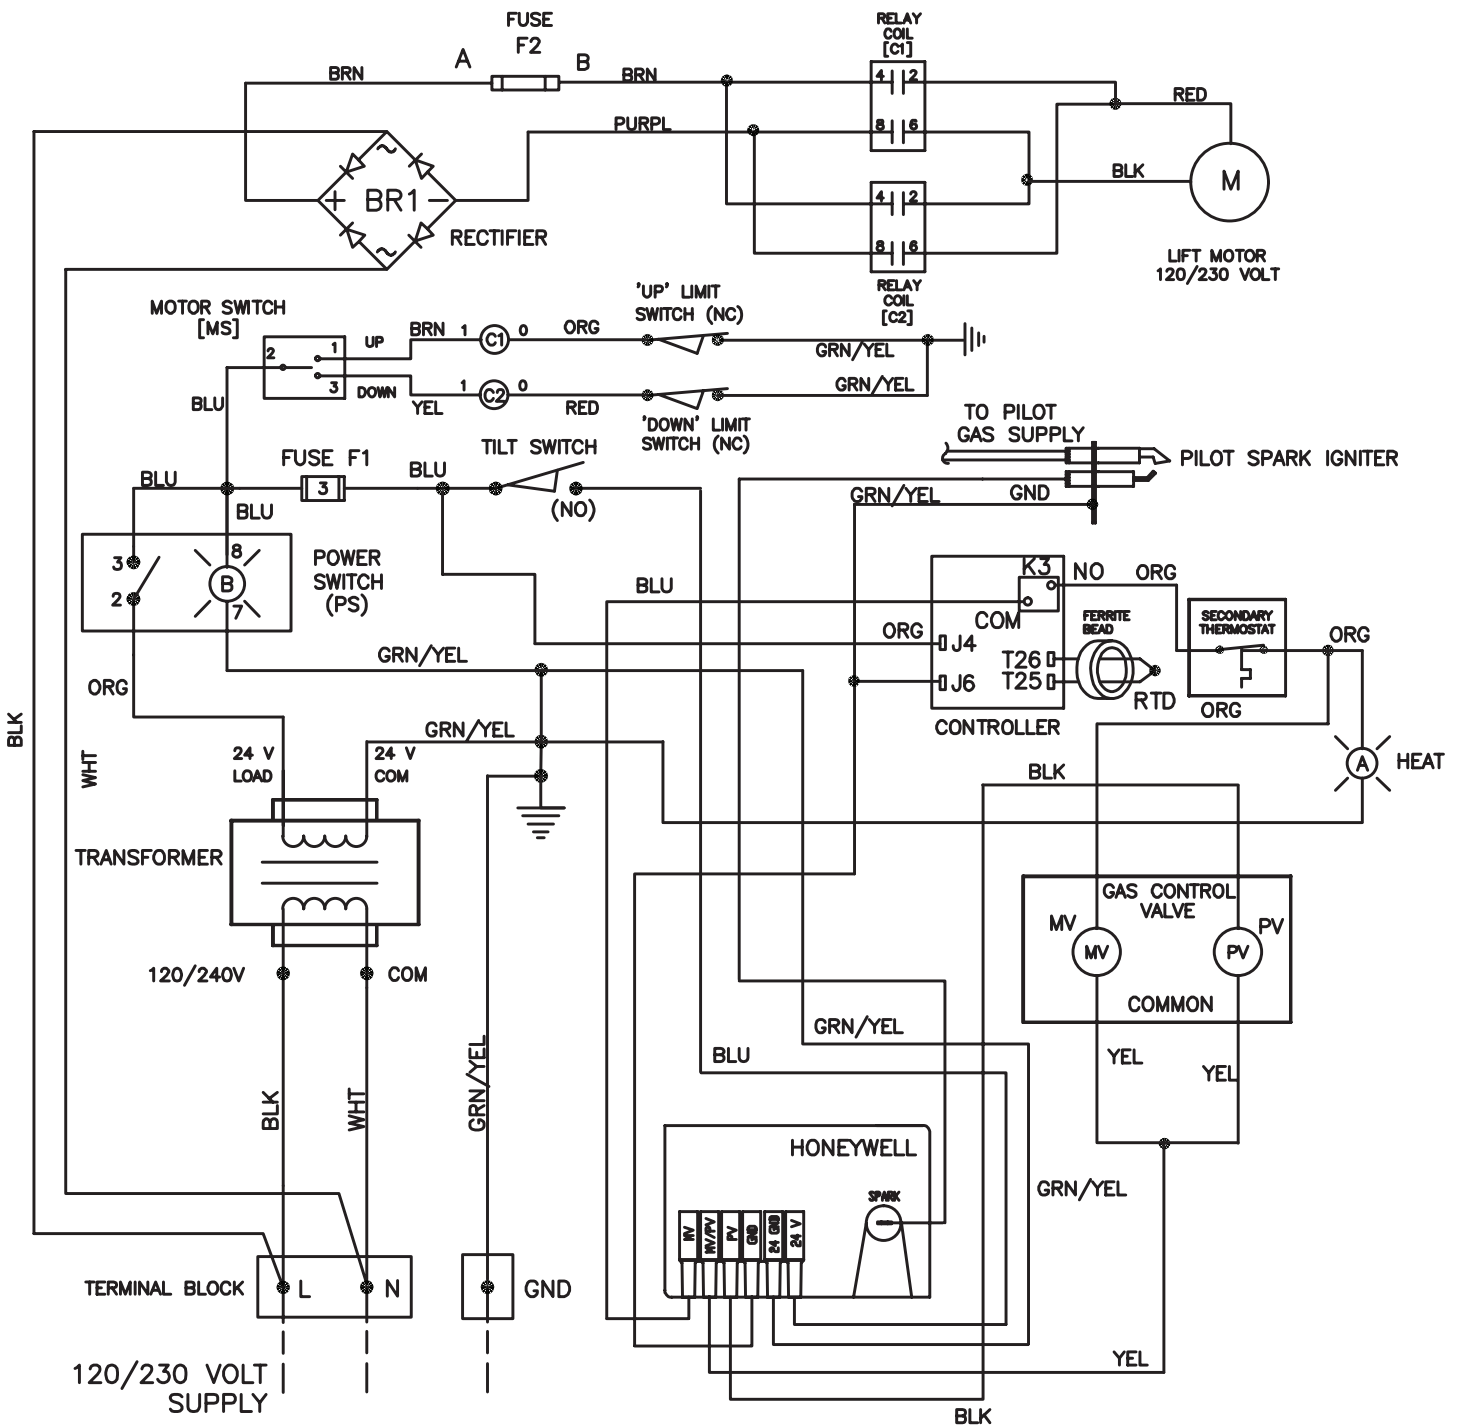 FUSE
F2
A
B
BRN
BRN
RELAY
COIL
[C1]
4
2
8
6
RED
PURPL
BLK
M
LIFT MOTOR
120/230 VOLT
BR1
+
−
RECTIFIER
4
2
8
6
RELAY
COIL
[C2]
MOTOR SWITCH
[MS]
2
1
3
UP
DOWN
BRN
1
C1
0
ORG
'UP' LIMIT
SWITCH (NC)
GRN/YEL
YEL
1
C2
0
RED
'DOWN' LIMIT
SWITCH (NC)
GRN/YEL
BLU
BLU
FUSE F1
3
BLU
TILT SWITCH
(NO)
TO PILOT
GAS SUPPLY
PILOT SPARK IGNITER
GRN/YEL
GND
BLU
3
2
8
B
7
POWER
SWITCH
(PS)
BLU
K3
NO
ORG
COM
ORG
J4
J6
T26
T25
CONTROLLER
FERRITE
BEAD
RTD
SECONDARY
THERMOSTAT
ORG
ORG
A
HEAT
GRN/YEL
ORG
GRN/YEL
BLK
WHT
24 V
LOAD
24 V
COM
TRANSFORMER
120/240V
COM
BLK
GAS CONTROL
VALVE
MV
MV
PV
PV
COMMON
YEL
YEL
GRN/YEL
BLU
BLK
WHT
GRN/YEL
HONEYWELL
SPARK
MV
MV/PV
PV
GND
24 GND
24 V
GRN/YEL
TERMINAL BLOCK
L
N
GND
120/230 VOLT
SUPPLY
YEL
BLK